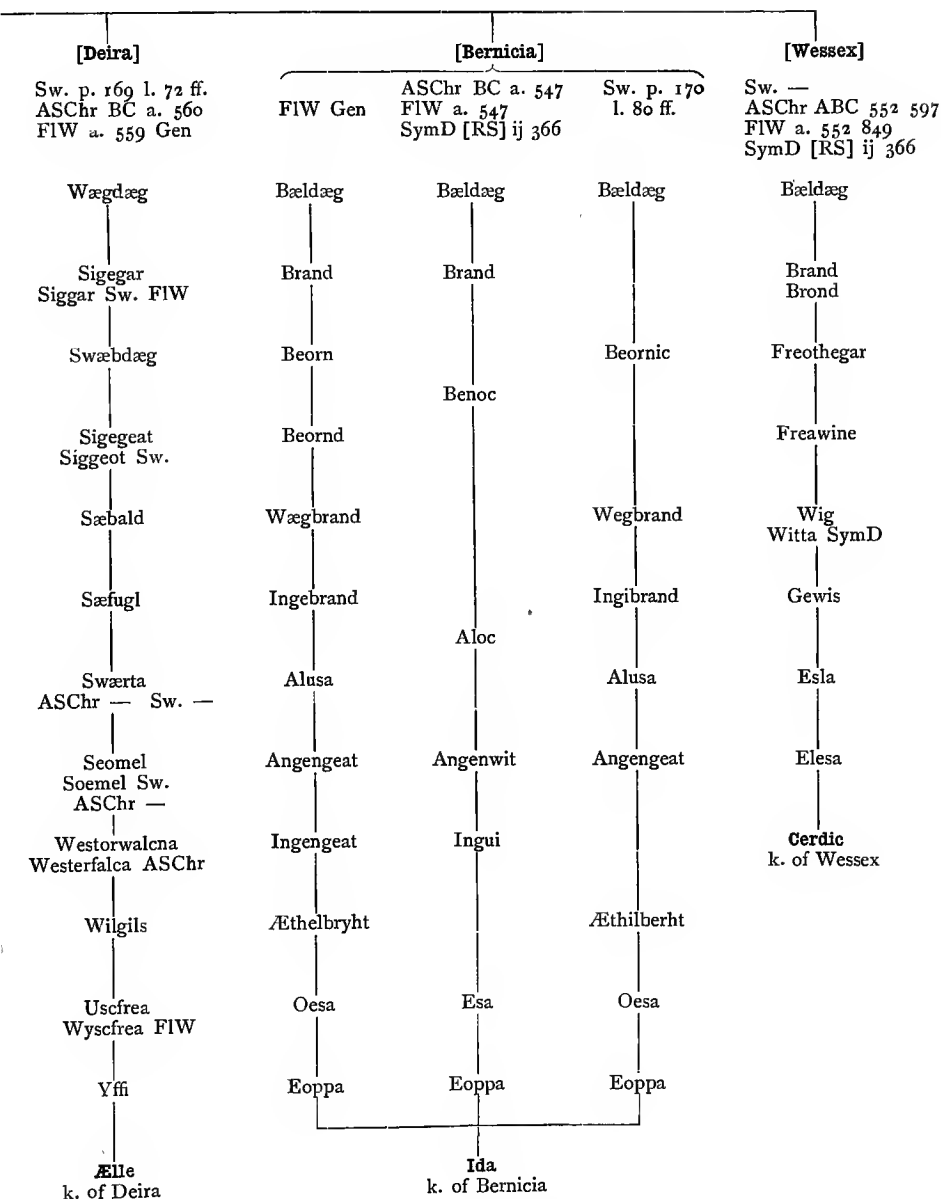 [Deira]
Sw. p. 169 l. 72 ff.
ASChr BC a. 560
FlW a. 559 Gen
Wægdæg
Sigegar
Siggar Sw. FlW
Swæbdæg
Sigegeat
Siggeot Sw.
Sæbald
Sæfugl
Swærta
ASChr — Sw. —
Seomel
Soemel Sw.
ASChr —
Westorwalcna
Westerfalca ASChr
Wilgils
Uscfrea
Wyscfrea FlW
Yffi
Ælle
k. of Deira
[Bernicia]
FlW Gen
Bældæg
Brand
Beorn
Beornd
Wægbrand
Ingebrand
Alusa
Angengeat
Ingengeat
Æthelbryht
Oesa
Eoppa
ASChr BC a. 547
FlW a. 547
SymD [RS] ij 366
Bældæg
Brand
Benoc
Aloc
Angenwit
Ingui
Esa
Eoppa
Sw. p. 170
l. 80 ff.
Bældæg
Beornic
Wegbrand
Ingibrand
Alusa
Angengeat
Æthilberht
Oesa
Eoppa
Ida
k. of Bernicia
[Wessex]
Sw. —
ASChr ABC 552 597
FlW a. 552 849
SymD [RS] ij 366
Bældæg
Brand
Brond
Freothegar
Freawine
Wig
Witta SymD
Gewis
Esla
Elesa
Cerdic
k. of Wessex